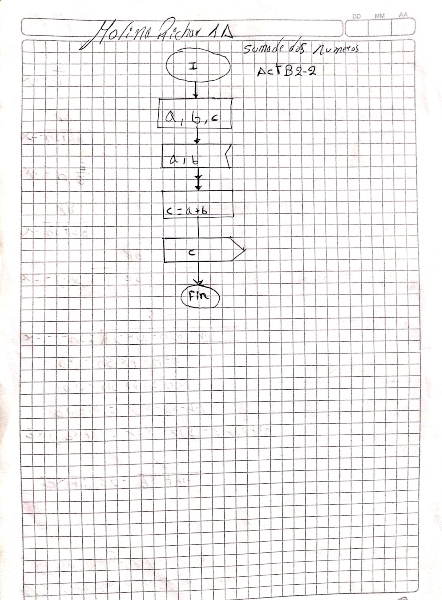 Molina Richar 1A
DD MM AA
Suma de dos numeros
Act B2-2
I
a, b, c
a, b
c = a + b
c
Fin